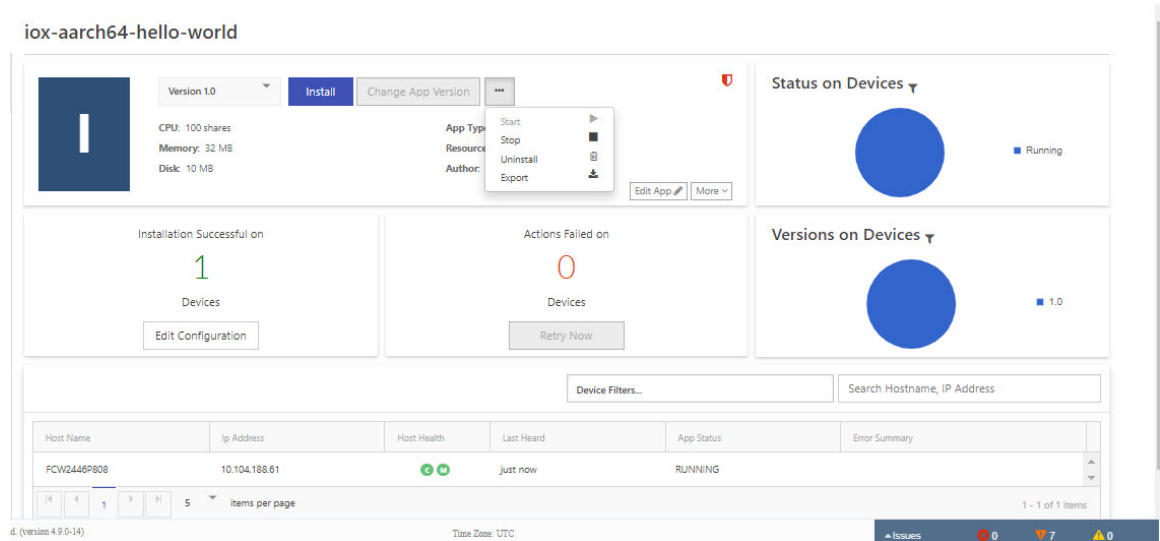 iox-aarch64-hello-world
I
Version 1.0
Install
Change App Version
...
CPU: 100 shares
Memory: 32 MB
Disk: 10 MB
App Typ
Resource
Author:
Start
Stop
Uninstall
Export
Edit App
More
Status on Devices
Running
Installation Successful on
1
Devices
Edit Configuration
Actions Failed on
0
Devices
Retry Now
Versions on Devices
1.0
Device Filters...
Search Hostname, IP Address
Host Name Ip Address Host Health Last Heard App Status Error Summary
FCW2446P808 10.104.188.61 C M just now RUNNING
1 5 items per page 1 - 1 of 1 items
d. (version 4.9.0-14) Time Zone: UTC Issues 0 7 0